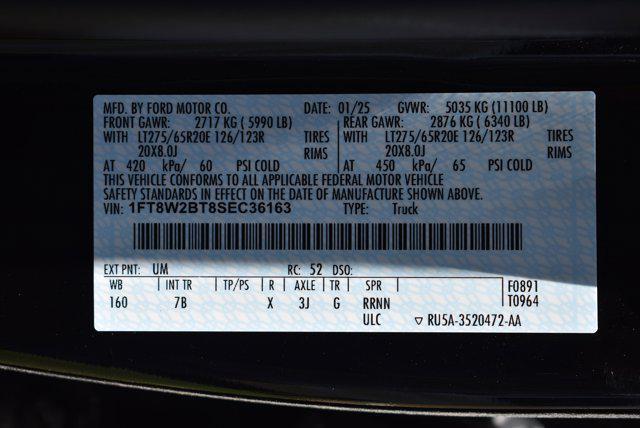 MFD. BY FORD MOTOR CO. DATE: 01/25 GVWR: 5035 KG (11100 LB)
FRONT GAWR: 2717 KG ( 5990 LB) REAR GAWR: 2876 KG ( 6340 LB)
WITH LT275/65R20E 126/123R TIRES WITH LT275/65R20E 126/123R TIRES
20X8.0J RIMS 20X8.0J RIMS
AT 420 kPa/ 60 PSI COLD AT 450 kPa/ 65 PSI COLD
THIS VEHICLE CONFORMS TO ALL APPLICABLE FEDERAL MOTOR VEHICLE
SAFETY STANDARDS IN EFFECT ON THE DATE OF MANUFACTURE SHOWN ABOVE.
VIN: 1FT8W2BT8SEC36163 TYPE: Truck
EXT PNT: UM RC: 52 DSO:
WB INT TR TP/PS R AXLE TR SPR F0891
160 7B X 3J G RRNN T0964
ULC ▽ RU5A-3520472-AA